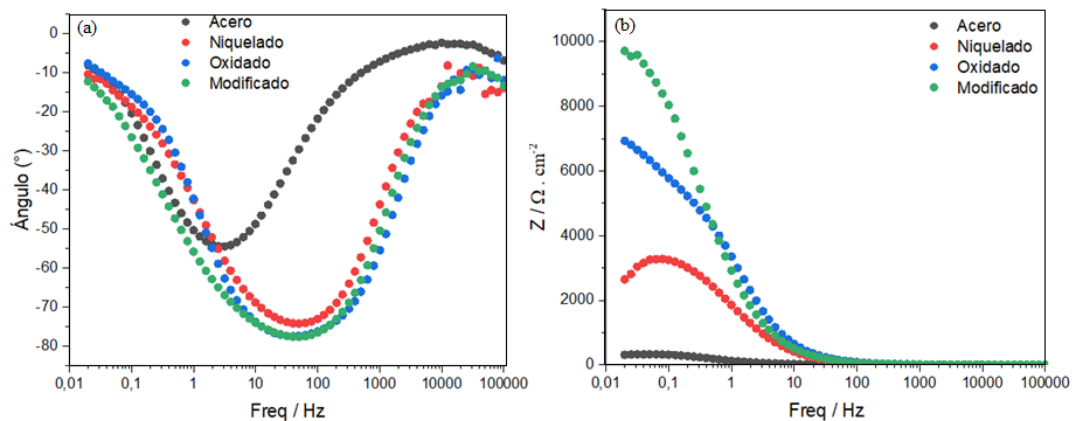 (a)
Acero
Niquelado
Oxidado
Modificado
0
-10
-20
-30
-40
-50
-60
-70
-80
Ángulo (°)
0,01 0,1 1 10 100 1000 10000 100000
Freq / Hz
(b)
Acero
Niquelado
Oxidado
Modificado
10000
8000
6000
4000
2000
0
Z / Ω . cm⁻²
0,01 0,1 1 10 100 1000 10000 100000
Freq / Hz